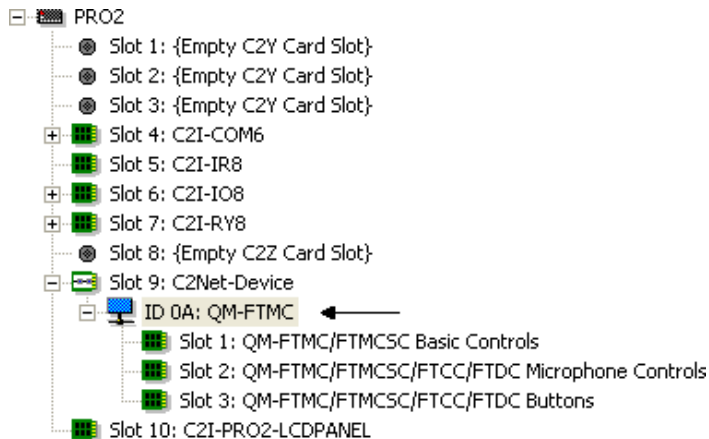 PRO2
Slot 1: {Empty C2Y Card Slot}
Slot 2: {Empty C2Y Card Slot}
Slot 3: {Empty C2Y Card Slot}
Slot 4: C2I-COM6
Slot 5: C2I-IR8
Slot 6: C2I-IO8
Slot 7: C2I-RY8
Slot 8: {Empty C2Z Card Slot}
Slot 9: C2Net-Device
ID 0A: QM-FTMC
Slot 1: QM-FTMC/FTMCSC Basic Controls
Slot 2: QM-FTMC/FTMCSC/FTCC/FTDC Microphone Controls
Slot 3: QM-FTMC/FTMCSC/FTCC/FTDC Buttons
Slot 10: C2I-PRO2-LCDPANEL